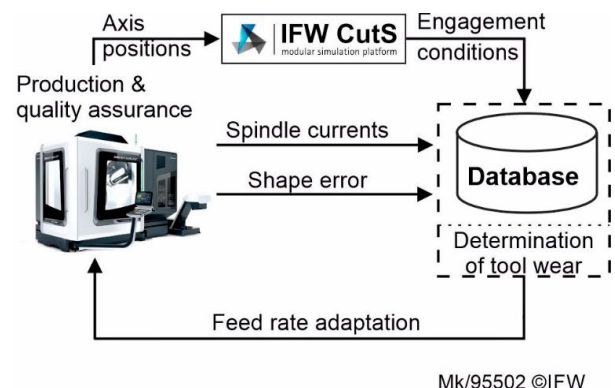 Axis
positions
IFW CutS
modular simulation platform
Engagement
conditions
Production &
quality assurance
Spindle currents
Shape error
Database
Determination
of tool wear
Feed rate adaptation
Mk/95502 ©IFW